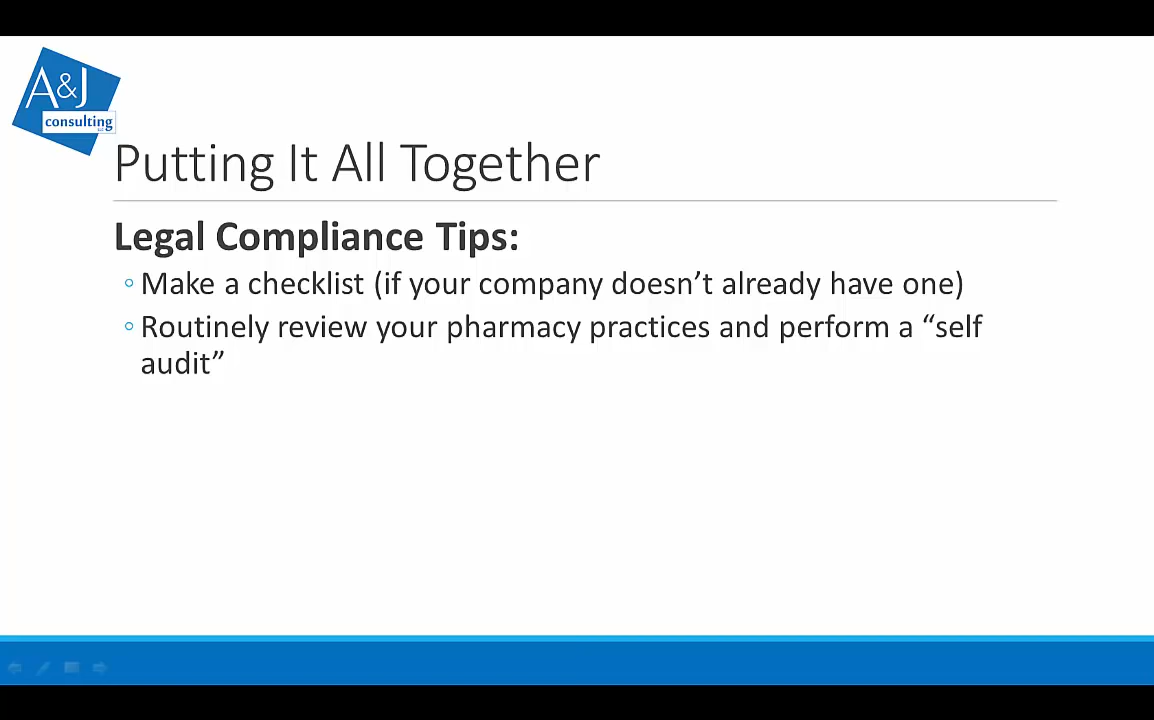 A&J
consulting
Putting It All Together
Legal Compliance Tips:
◦ Make a checklist (if your company doesn’t already have one)
◦ Routinely review your pharmacy practices and perform a “self
audit”